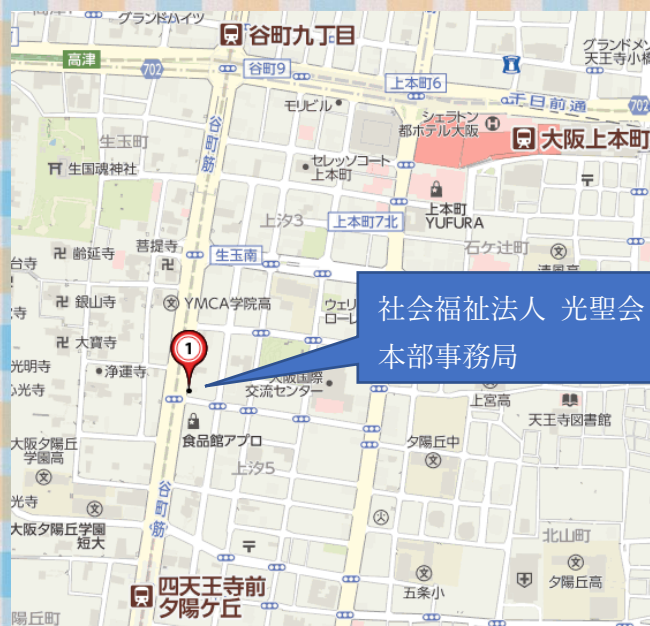 グランドハイツ
谷町九丁目
グランドメゾ
天王寺小橋
高津
702
谷町9
上本町6
千日前通
702
モリビル
シェラトン
都ホテル大阪
大阪上本町
谷町筋
生玉町
生国魂神社
セレッソコート
上本町
上本町
YUFURA
上汐3
上本町7北
石ケ辻町
菩提寺
齢延寺
台寺
生玉南
清風高
銀山寺
YMCA学院高
ウェリ
ローレ
社会福祉法人 光聖会
本部事務局
大寶寺
1
光明寺
浄運寺
心光寺
大阪国際
交流センター
上宮高
天王寺図書館
食品館アプロ
夕陽丘中
大阪夕陽丘
学園高
上汐5
谷町筋
光寺
大阪夕陽丘学園
短大
北山町
四天王寺前
夕陽ケ丘
五条小
夕陽丘高
陽丘町